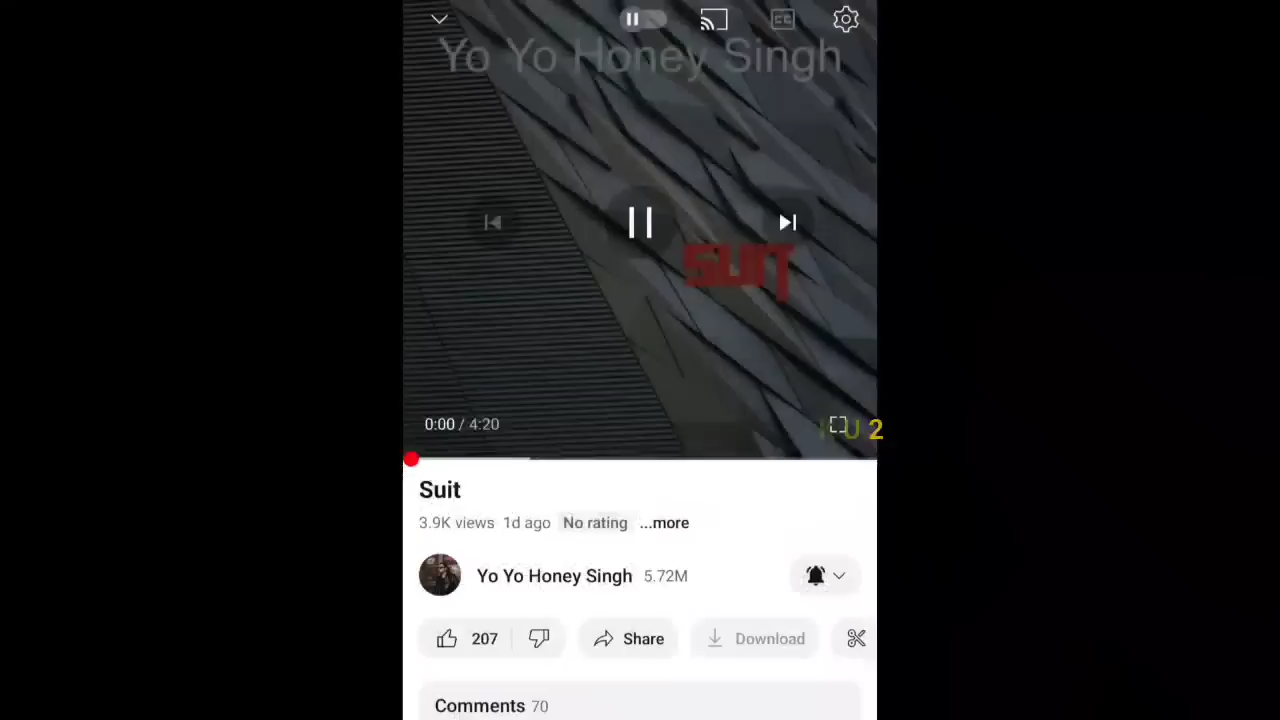 Yo Yo Honey Singh
SUIT
0:00 / 4:20
U 2
Suit
3.9K views 1d ago No rating ...more
Yo Yo Honey Singh 5.72M
207 Share Download
Comments 70